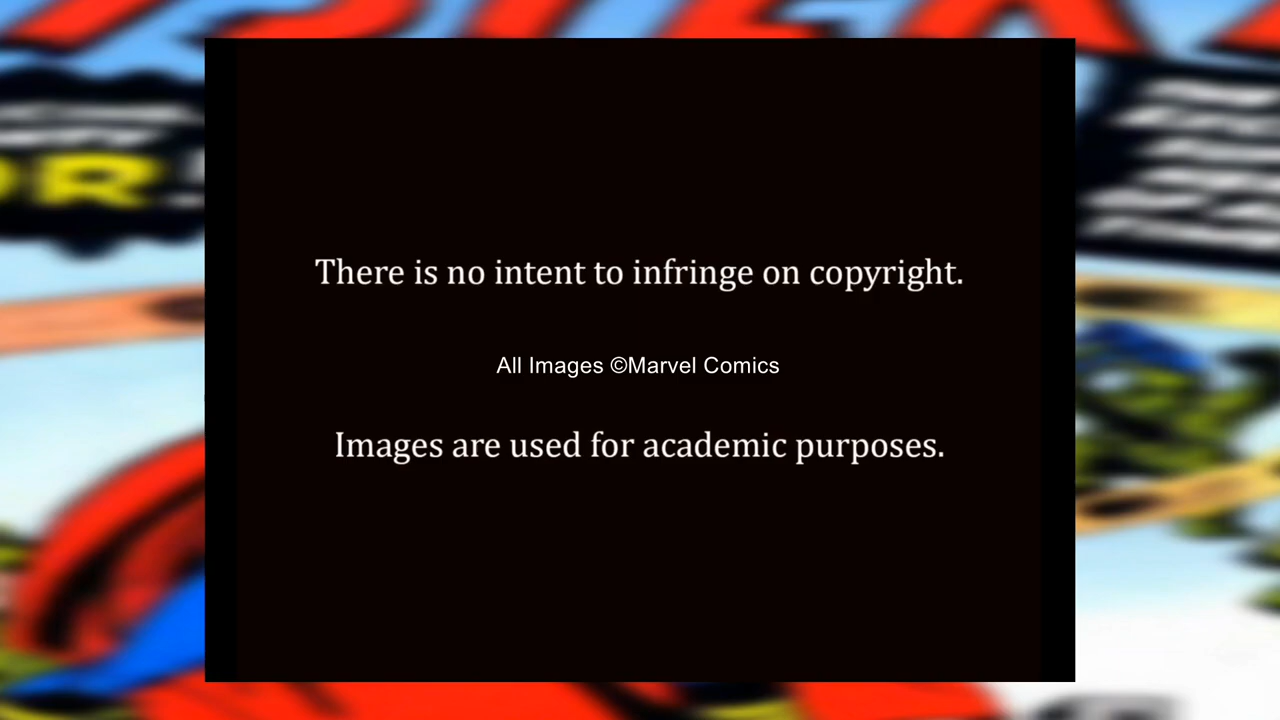 There is no intent to infringe on copyright.
All Images ©Marvel Comics
Images are used for academic purposes.